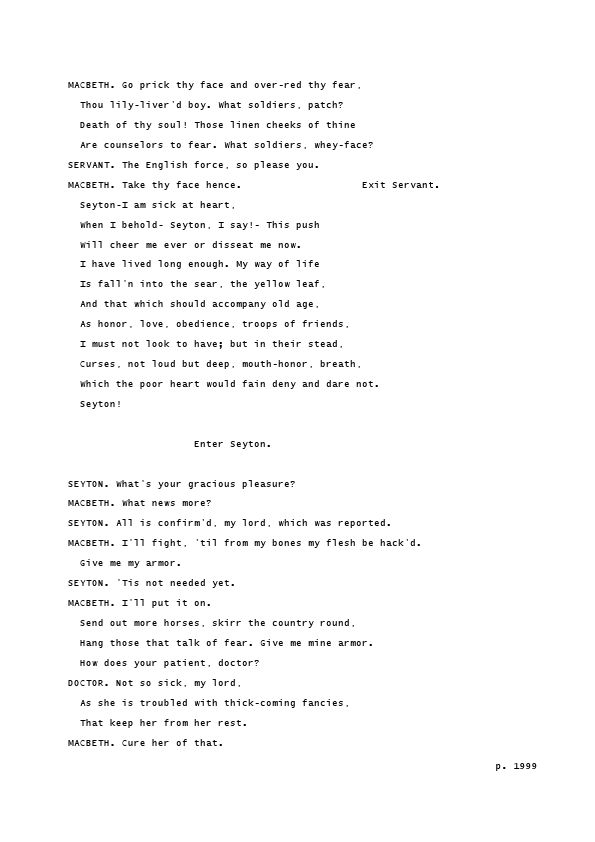 MACBETH. Go prick thy face and over-red thy fear,
Thou lily-liver'd boy. What soldiers, patch?
Death of thy soul! Those linen cheeks of thine
Are counselors to fear. What soldiers, whey-face?
SERVANT. The English force, so please you.
MACBETH. Take thy face hence. Exit Servant.
Seyton-I am sick at heart,
When I behold- Seyton, I say!- This push
Will cheer me ever or disseat me now.
I have lived long enough. My way of life
Is fall'n into the sear, the yellow leaf,
And that which should accompany old age,
As honor, love, obedience, troops of friends,
I must not look to have; but in their stead,
Curses, not loud but deep, mouth-honor, breath,
Which the poor heart would fain deny and dare not.
Seyton!
Enter Seyton.
SEYTON. What's your gracious pleasure?
MACBETH. What news more?
SEYTON. All is confirm'd, my lord, which was reported.
MACBETH. I'll fight, 'til from my bones my flesh be hack'd.
Give me my armor.
SEYTON. 'Tis not needed yet.
MACBETH. I'll put it on.
Send out more horses, skirr the country round,
Hang those that talk of fear. Give me mine armor.
How does your patient, doctor?
DOCTOR. Not so sick, my lord,
As she is troubled with thick-coming fancies,
That keep her from her rest.
MACBETH. Cure her of that.
p. 1999